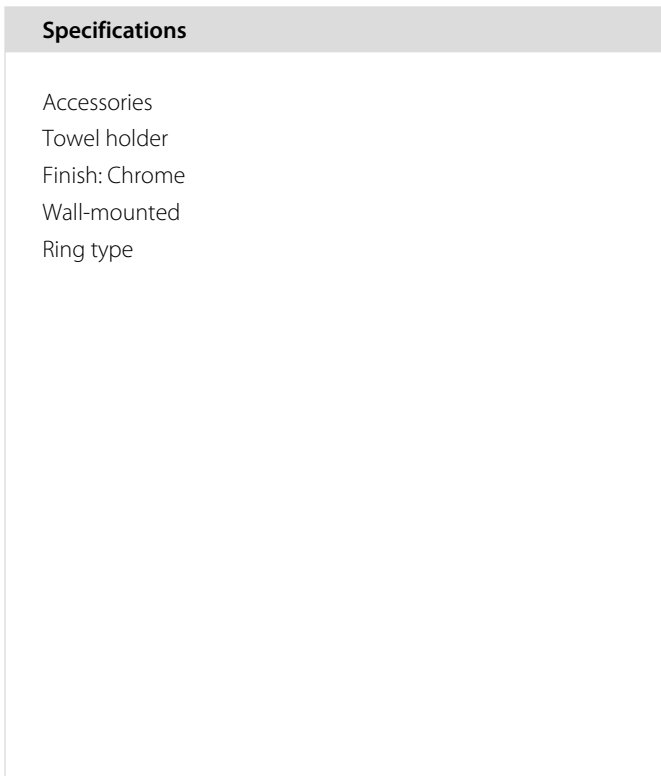 Specifications
Accessories
Towel holder
Finish: Chrome
Wall-mounted
Ring type